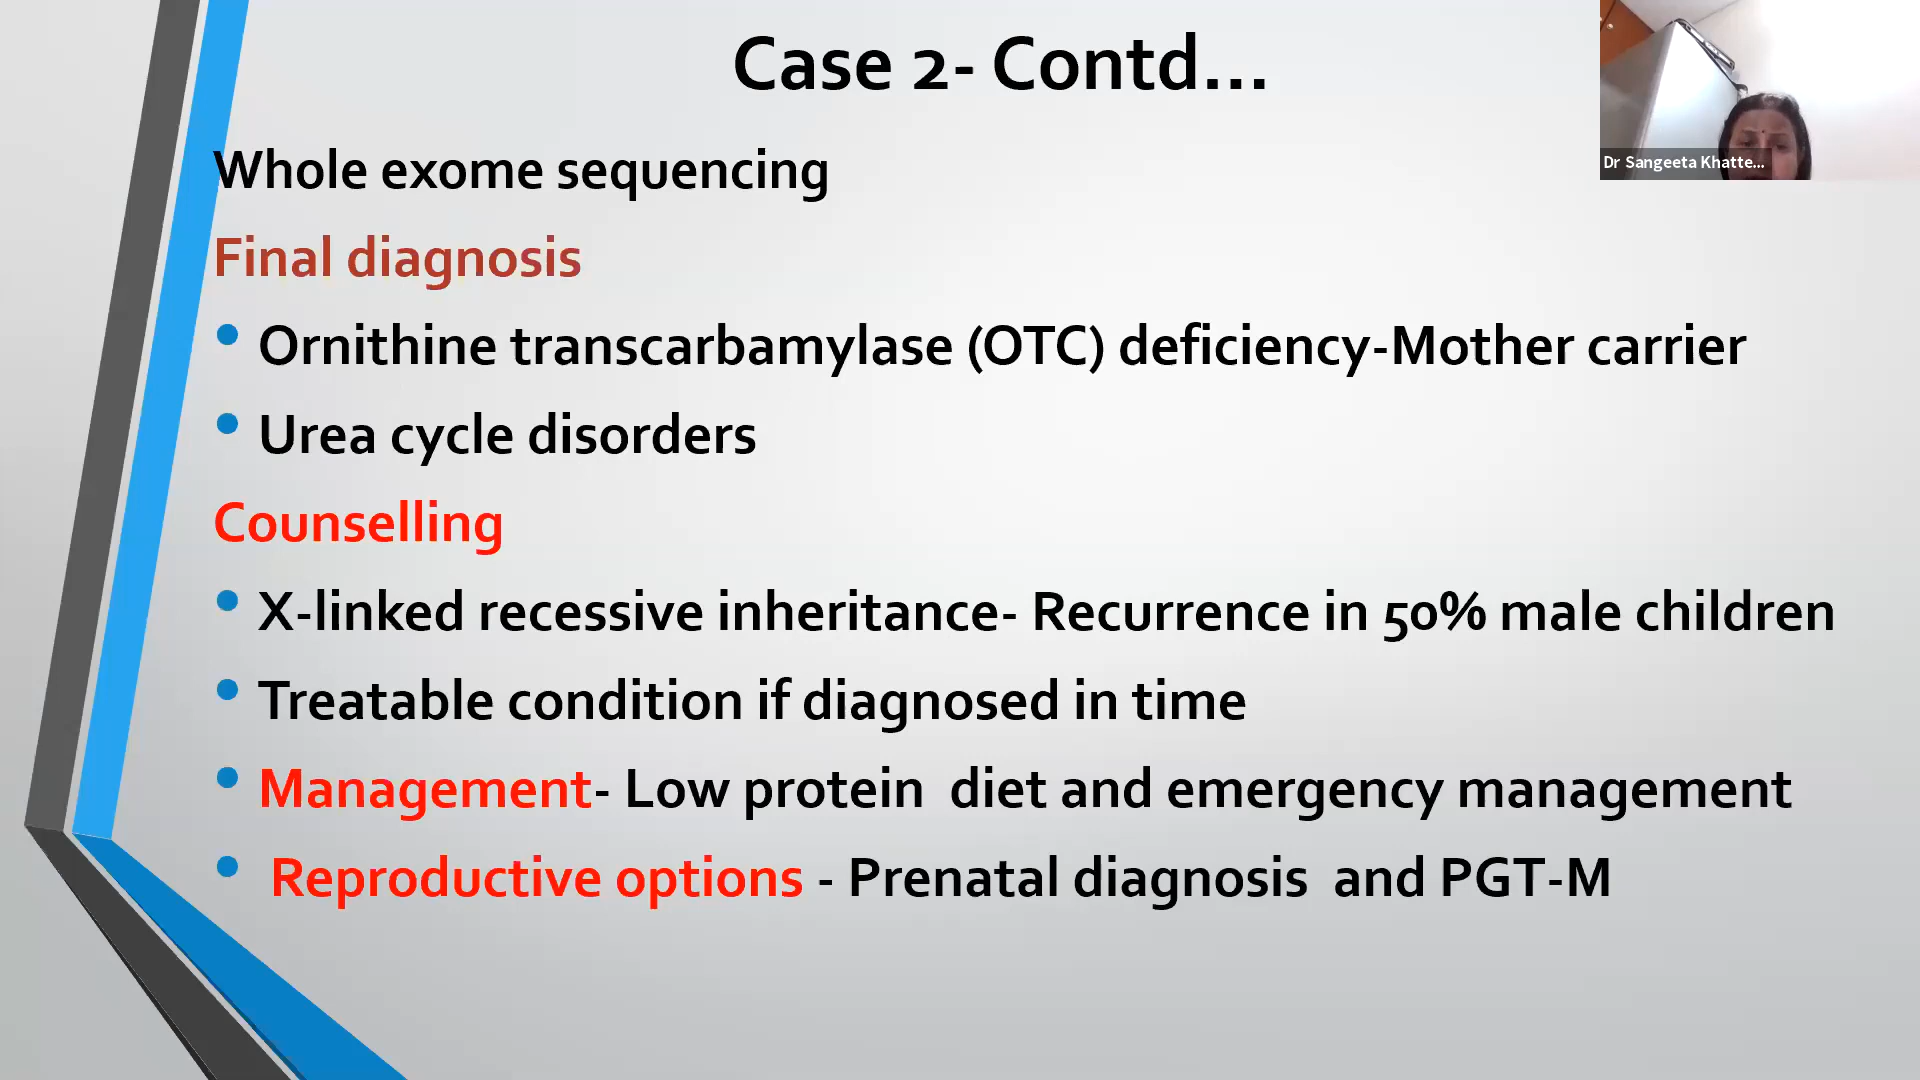 Case 2- Contd...
Dr Sangeeta Khatte...
Whole exome sequencing
Final diagnosis
• Ornithine transcarbamylase (OTC) deficiency-Mother carrier
• Urea cycle disorders
Counselling
• X-linked recessive inheritance- Recurrence in 50% male children
• Treatable condition if diagnosed in time
• Management- Low protein  diet and emergency management
• Reproductive options - Prenatal diagnosis  and PGT-M